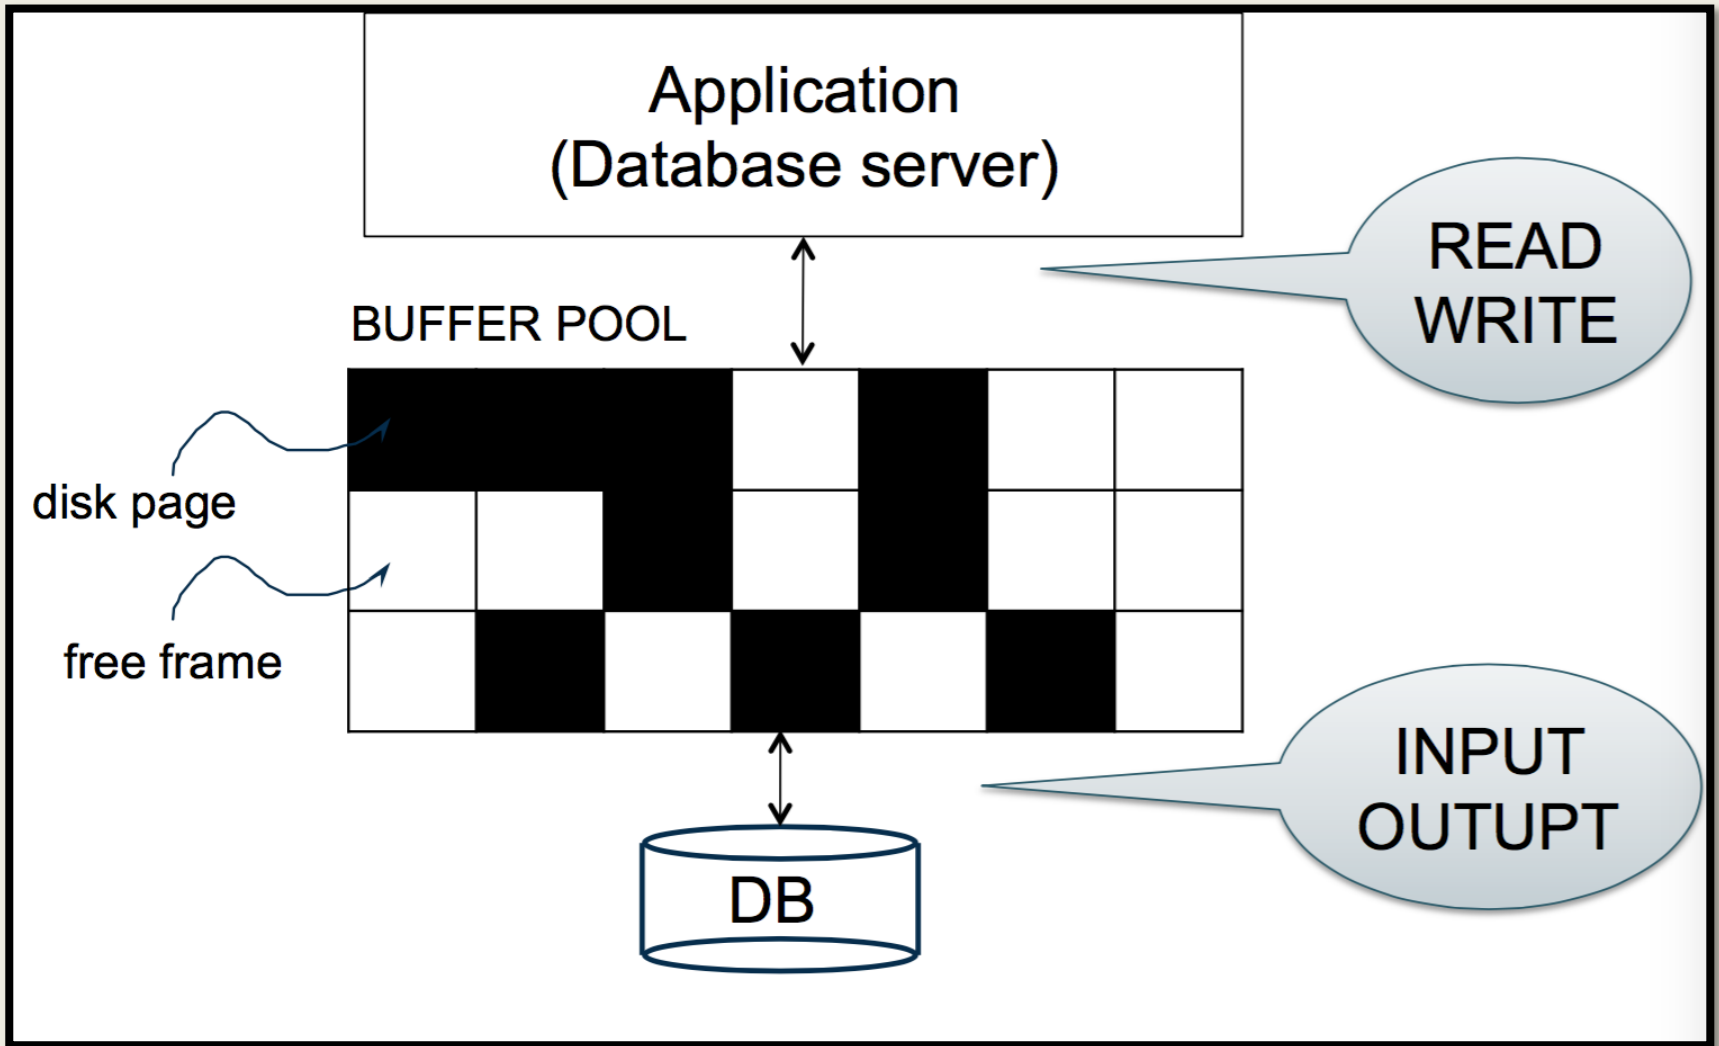 Application
(Database server)
READ
WRITE
BUFFER POOL
disk page
free frame
INPUT
OUTUPT
DB